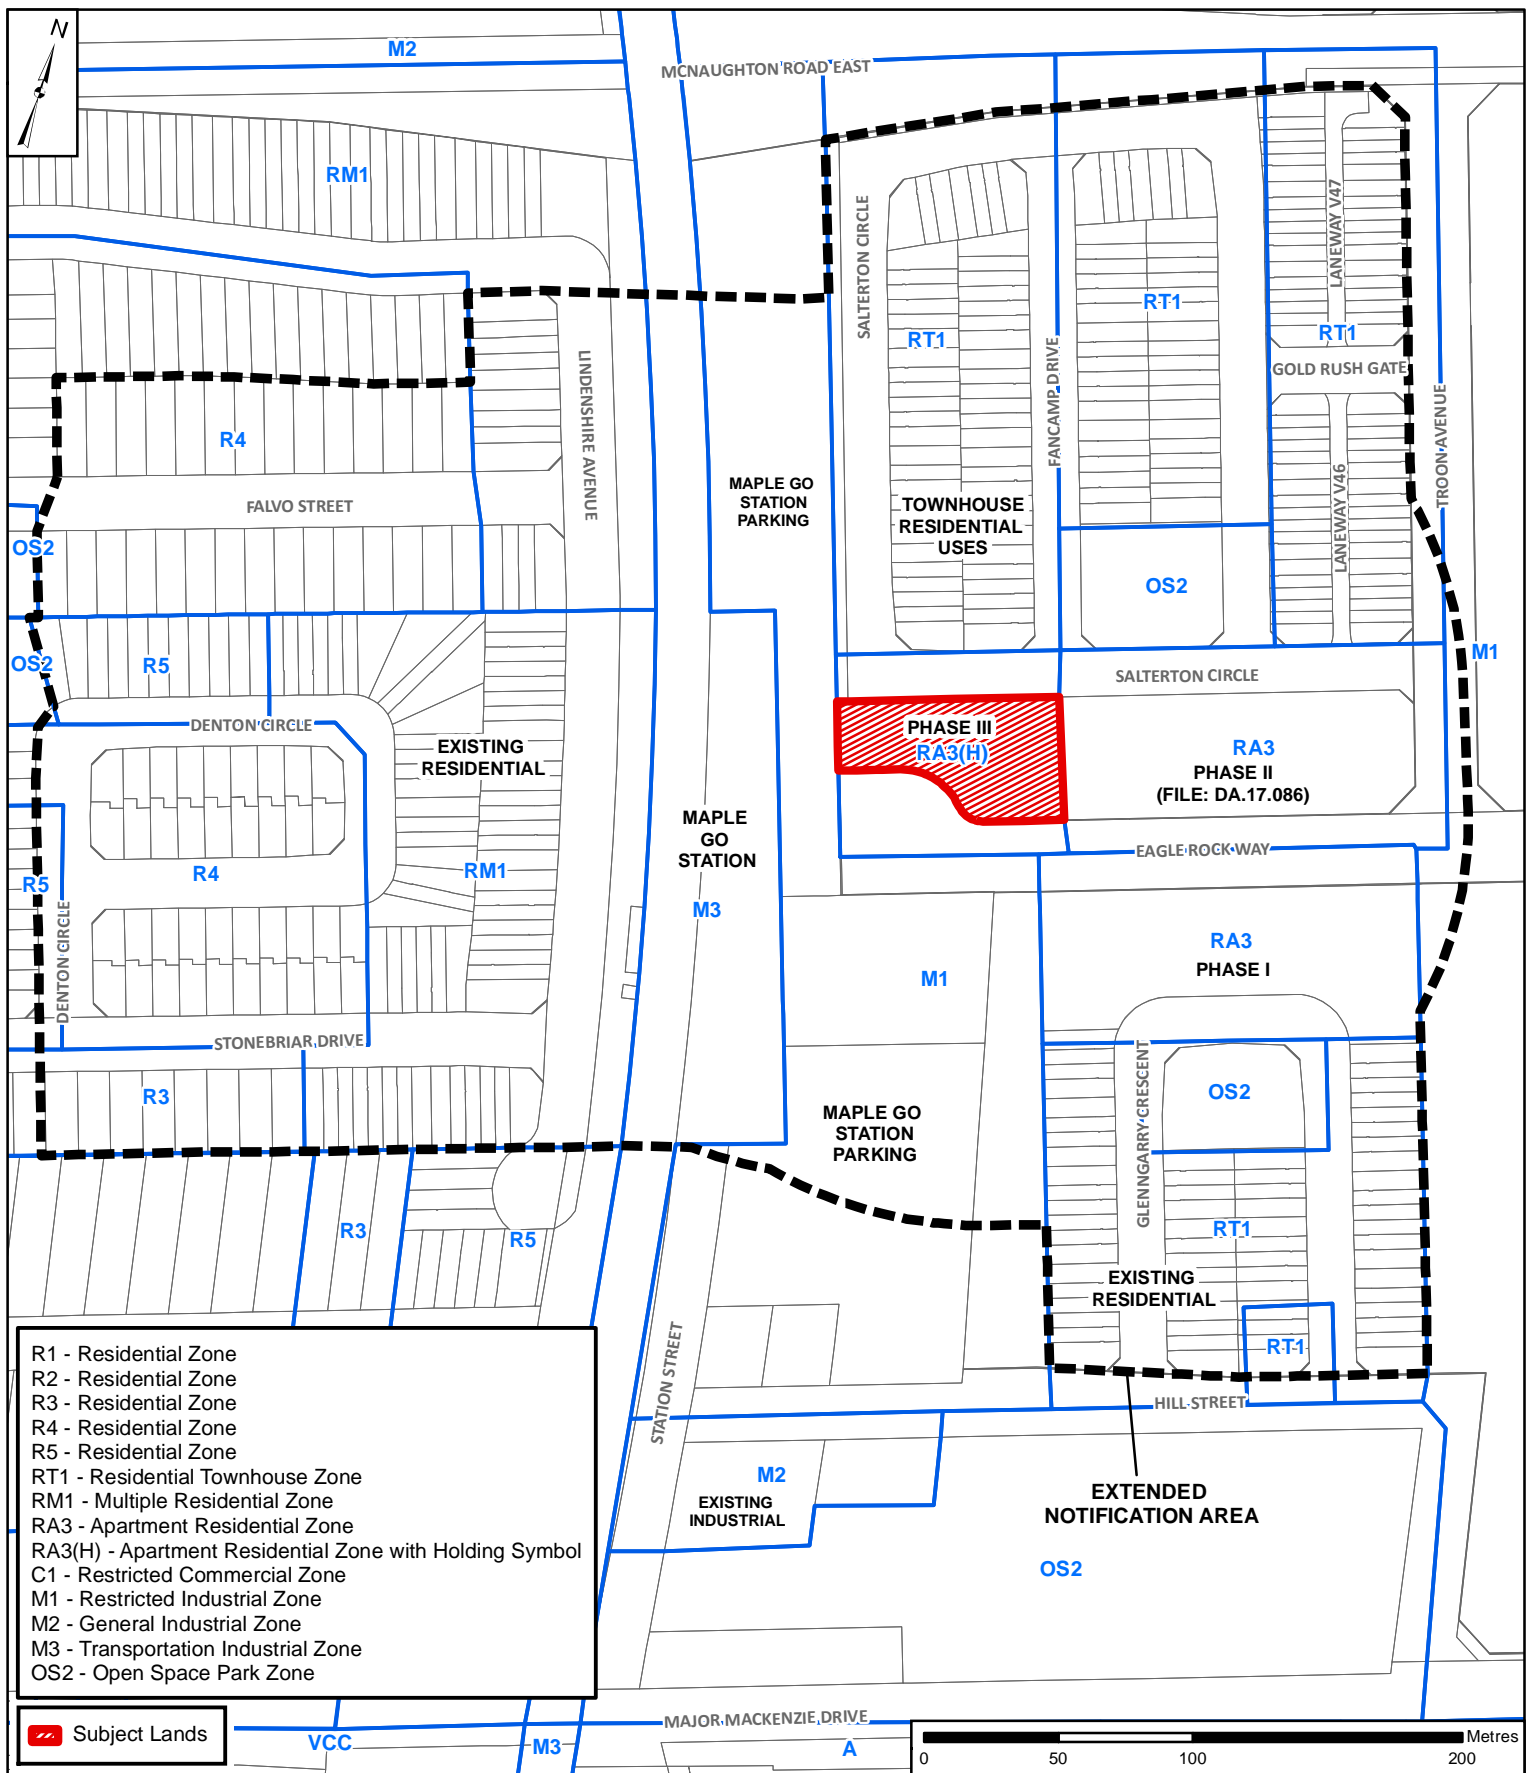 N
M2
MCNAUGHTON ROAD EAST
RM1
SALTERTON CIRCLE
LANEWAY V47
RT1
RT1
RT1
GOLD RUSH GATE
LINDENSHIRE AVENUE
FANCAMP DRIVE
TROON AVENUE
R4
FALVO STREET
MAPLE GO
STATION
PARKING
TOWNHOUSE
RESIDENTIAL
USES
LANEWAY V46
OS2
OS2
OS2
R5
M1
SALTERTON CIRCLE
DENTON CIRCLE
EXISTING
RESIDENTIAL
PHASE III
RA3(H)
RA3
PHASE II
(FILE: DA.17.086)
MAPLE
GO
STATION
EAGLE ROCK WAY
R5
R4
RM1
M3
DENTON CIRCLE
M1
RA3
PHASE I
STONEBRIAR DRIVE
R3
GLENNGARRY CRESCENT
OS2
MAPLE GO
STATION
PARKING
R3
R5
RT1
EXISTING
RESIDENTIAL
RT1
STATION STREET
HILL STREET
M2
EXISTING
INDUSTRIAL
EXTENDED
NOTIFICATION AREA
OS2
R1 - Residential Zone
R2 - Residential Zone
R3 - Residential Zone
R4 - Residential Zone
R5 - Residential Zone
RT1 - Residential Townhouse Zone
RM1 - Multiple Residential Zone
RA3 - Apartment Residential Zone
RA3(H) - Apartment Residential Zone with Holding Symbol
C1 - Restricted Commercial Zone
M1 - Restricted Industrial Zone
M2 - General Industrial Zone
M3 - Transportation Industrial Zone
OS2 - Open Space Park Zone
Subject Lands
MAJOR MACKENZIE DRIVE
VCC
M3
A
Metres
0 50 100 200